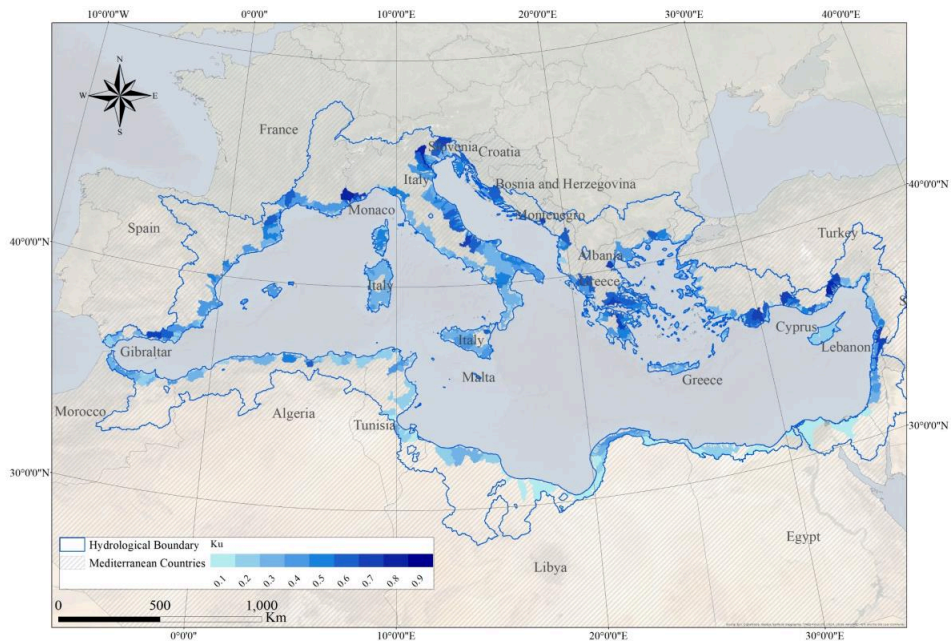 10°0'0"W 0°0'0" 10°0'0"E 20°0'0"E 30°0'0"E 40°0'0"E
N
W E
S
France
Slovenia
Croatia
Italy
Bosnia and Herzegovina
Monaco
Montenegro
40°0'0"N
Spain
Turkey
40°0'0"N
Albania
Italy
Greece
Cyprus
Italy
Gibraltar
Lebanon
Malta
Greece
Morocco
Algeria
Tunisia
30°0'0"N
30°0'0"N
Egypt
Libya
Hydrological Boundary
Mediterranean Countries
Ku
0.1 0.2 0.3 0.4 0.5 0.6 0.7 0.8 0.9
0 500 1,000
Km
0°0'0" 10°0'0"E 20°0'0"E 30°0'0"E